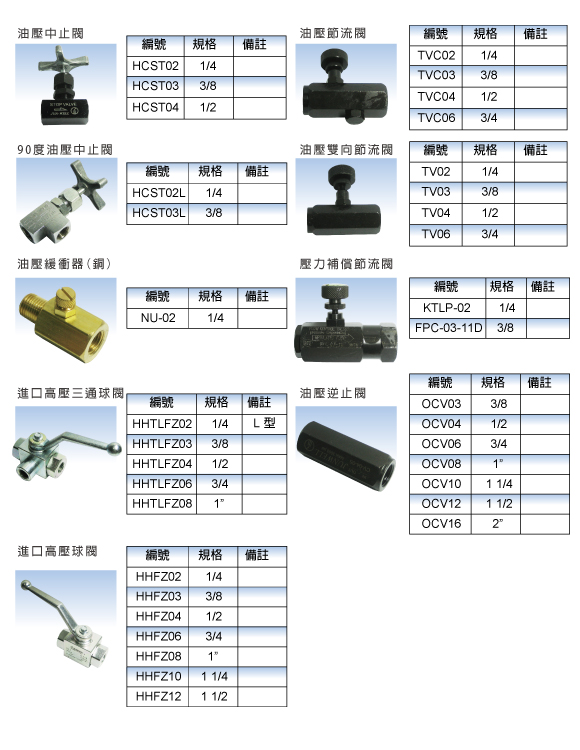 油壓中止閥
編號 規格 備註
HCST02 1/4
HCST03 3/8
HCST04 1/2
STOP VALVE
90度油壓中止閥
編號 規格 備註
HCST02L 1/4
HCST03L 3/8
油壓緩衝器(銅)
編號 規格 備註
NU-02 1/4
進口高壓三通球閥
編號 規格 備註
HHTLFZ02 1/4 L型
HHTLFZ03 3/8
HHTLFZ04 1/2
HHTLFZ06 3/4
HHTLFZ08 1”
進口高壓球閥
編號 規格 備註
HHFZ02 1/4
HHFZ03 3/8
HHFZ04 1/2
HHFZ06 3/4
HHFZ08 1”
HHFZ10 1 1/4
HHFZ12 1 1/2
油壓節流閥
編號 規格 備註
TVC02 1/4
TVC03 3/8
TVC04 1/2
TVC06 3/4
油壓雙向節流閥
編號 規格 備註
TV02 1/4
TV03 3/8
TV04 1/2
TV06 3/4
壓力補償節流閥
編號 規格 備註
KTLP-02 1/4
FPC-03-11D 3/8
油壓逆止閥
編號 規格 備註
OCV03 3/8
OCV04 1/2
OCV06 3/4
OCV08 1”
OCV10 1 1/4
OCV12 1 1/2
OCV16 2”